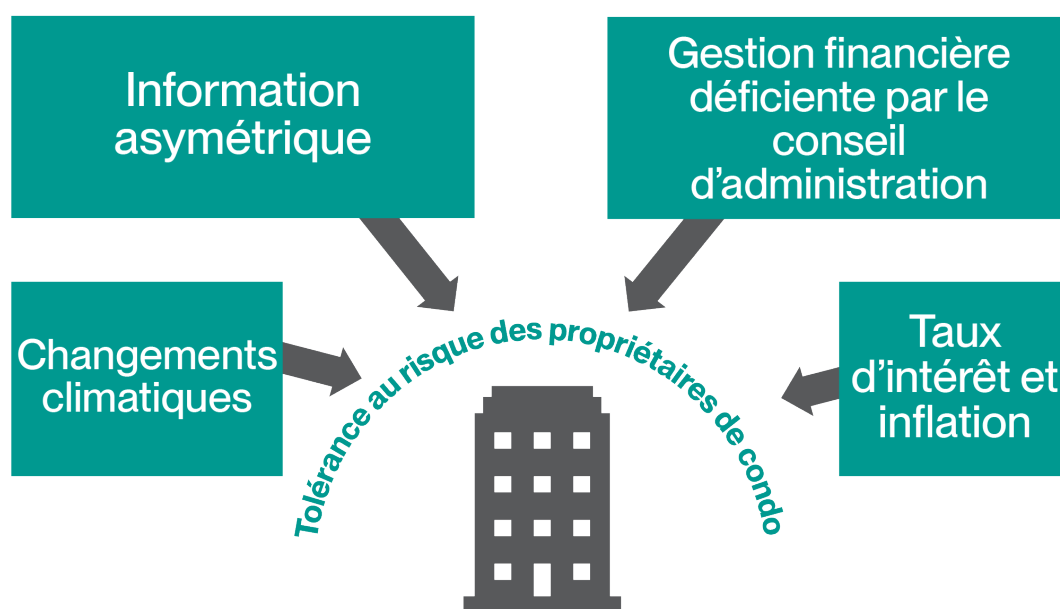 Information
asymétrique
Gestion financière
déficiente par le
conseil
d’administration
Changements
climatiques
Taux
d’intérêt et
inflation
Tolérance au risque des propriétaires de condo